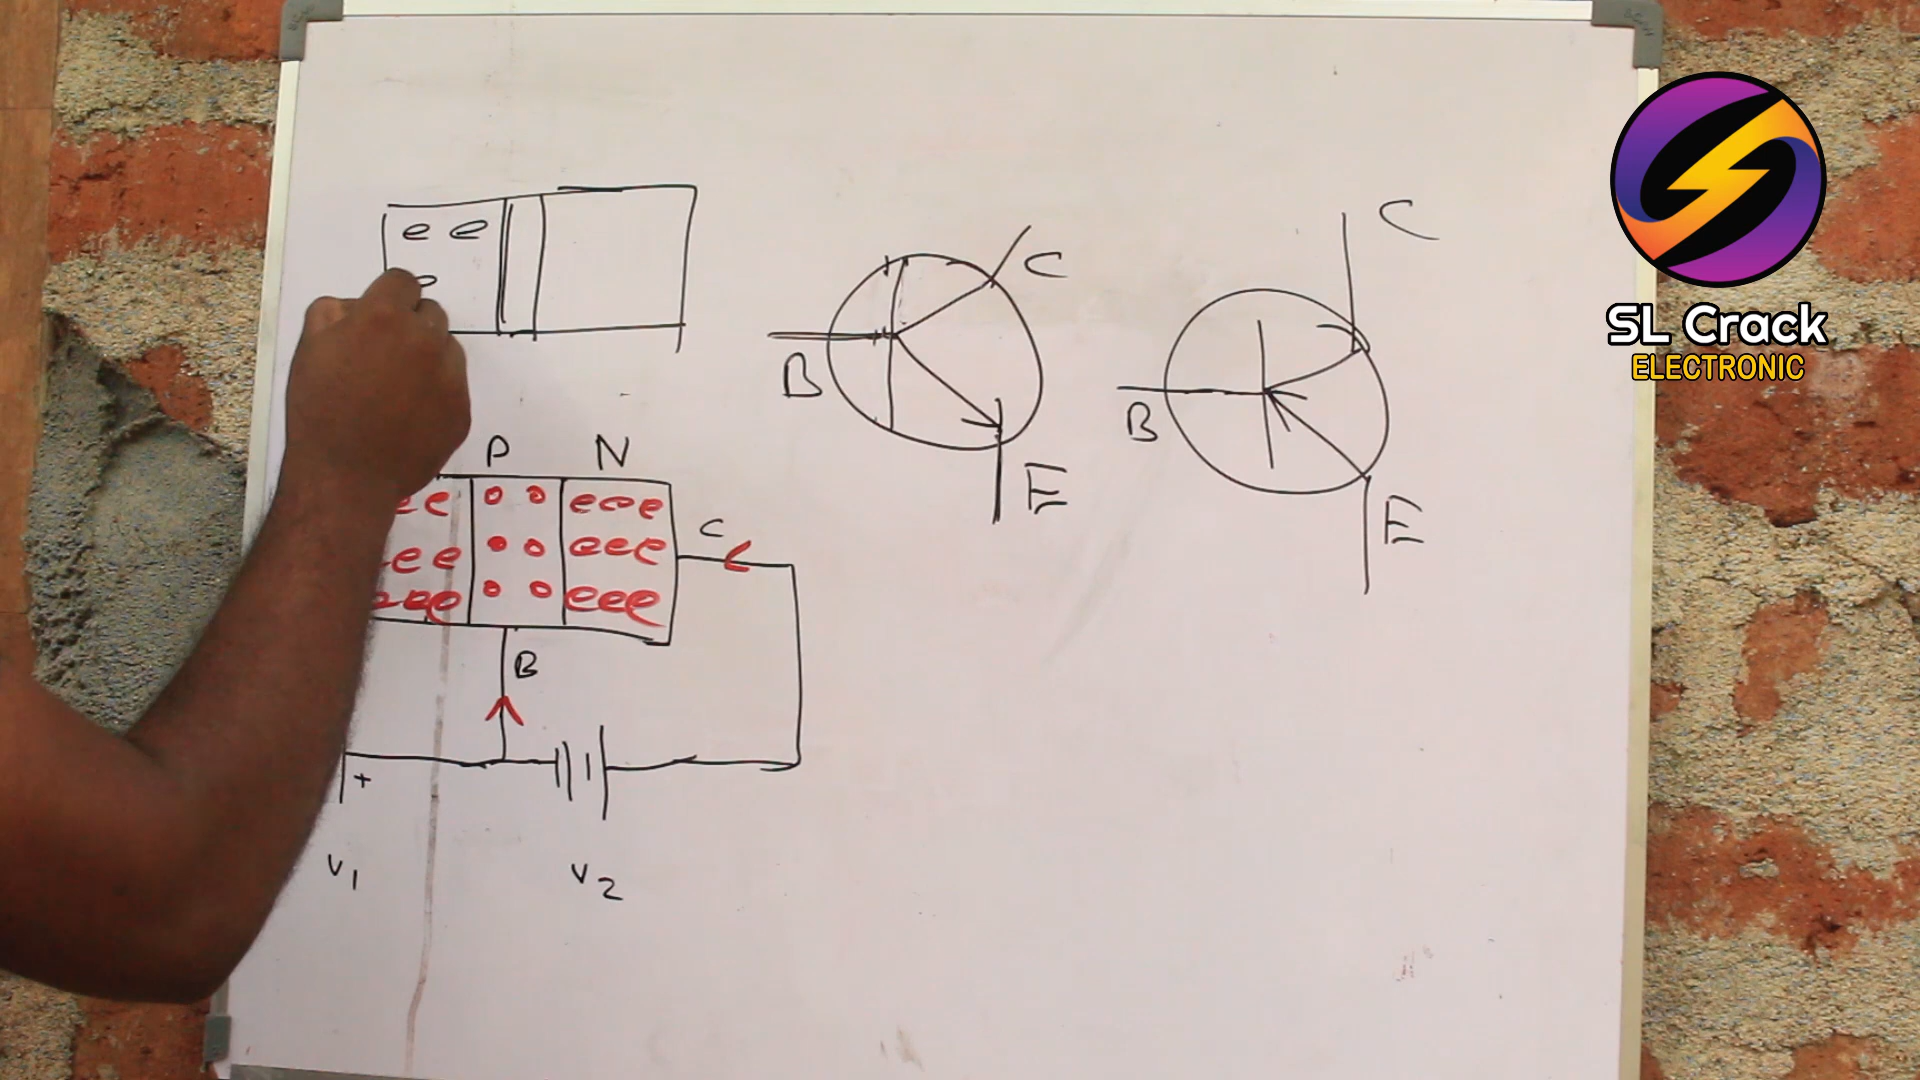 e e
C
B
E
C
B
E
P N
e e o o e e e
e e o o e e e
e e e o o e e e
C
B
+
V1
V2
SL Crack
ELECTRONIC